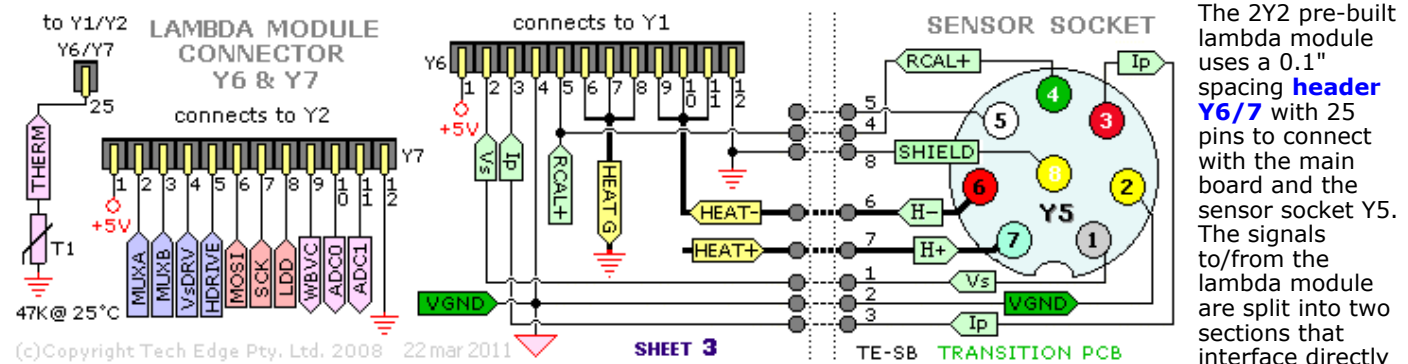 to Y1/Y2
Y6/Y7
25
THERM
T1
47K@ 25°C
LAMBDA MODULE
CONNECTOR
Y6 & Y7
connects to Y2
Y7
1 2 3 4 5 6 7 8 9 10 11 12
+5V
MUXA
MUXB
VsDRV
HDRIVE
MOSI
SCK
LDD
WBVC
ADC0
ADC1
connects to Y1
Y6
1 2 3 4 5 6 7 8 9 10 11 12
+5V
Vs
Ip
RCAL+
HEAT G
HEAT-
HEAT+
VGND
SENSOR SOCKET
RCAL+
Ip
5
4
8
SHIELD
6
H-
7
H+
1
Vs
2
VGND
3
Ip
4
3
5
8
6
2
Y5
7
1
(c)Copyright Tech Edge Pty. Ltd. 2008 22 mar 2011
SHEET 3
TE-SB TRANSITION PCB
The 2Y2 pre-built
lambda module
uses a 0.1"
spacing header
Y6/7 with 25
pins to connect
with the main
board and the
sensor socket Y5.
The signals
to/from the
lambda module
are split into two
sections that
interface directly